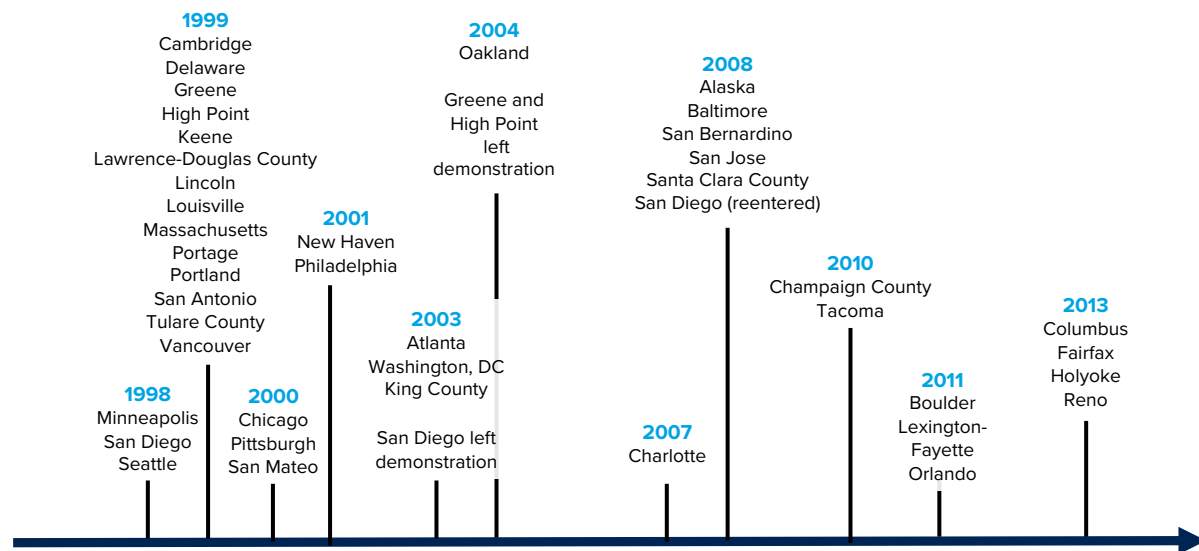 1998
Minneapolis
San Diego
Seattle
1999
Cambridge
Delaware
Greene
High Point
Keene
Lawrence-Douglas County
Lincoln
Louisville
Massachusetts
Portage
Portland
San Antonio
Tulare County
Vancouver
2000
Chicago
Pittsburgh
San Mateo
2001
New Haven
Philadelphia
2003
Atlanta
Washington, DC
King County
San Diego left
demonstration
2004
Oakland
Greene and
High Point
left
demonstration
2007
Charlotte
2008
Alaska
Baltimore
San Bernardino
San Jose
Santa Clara County
San Diego (reentered)
2010
Champaign County
Tacoma
2011
Boulder
Lexington-
Fayette
Orlando
2013
Columbus
Fairfax
Holyoke
Reno